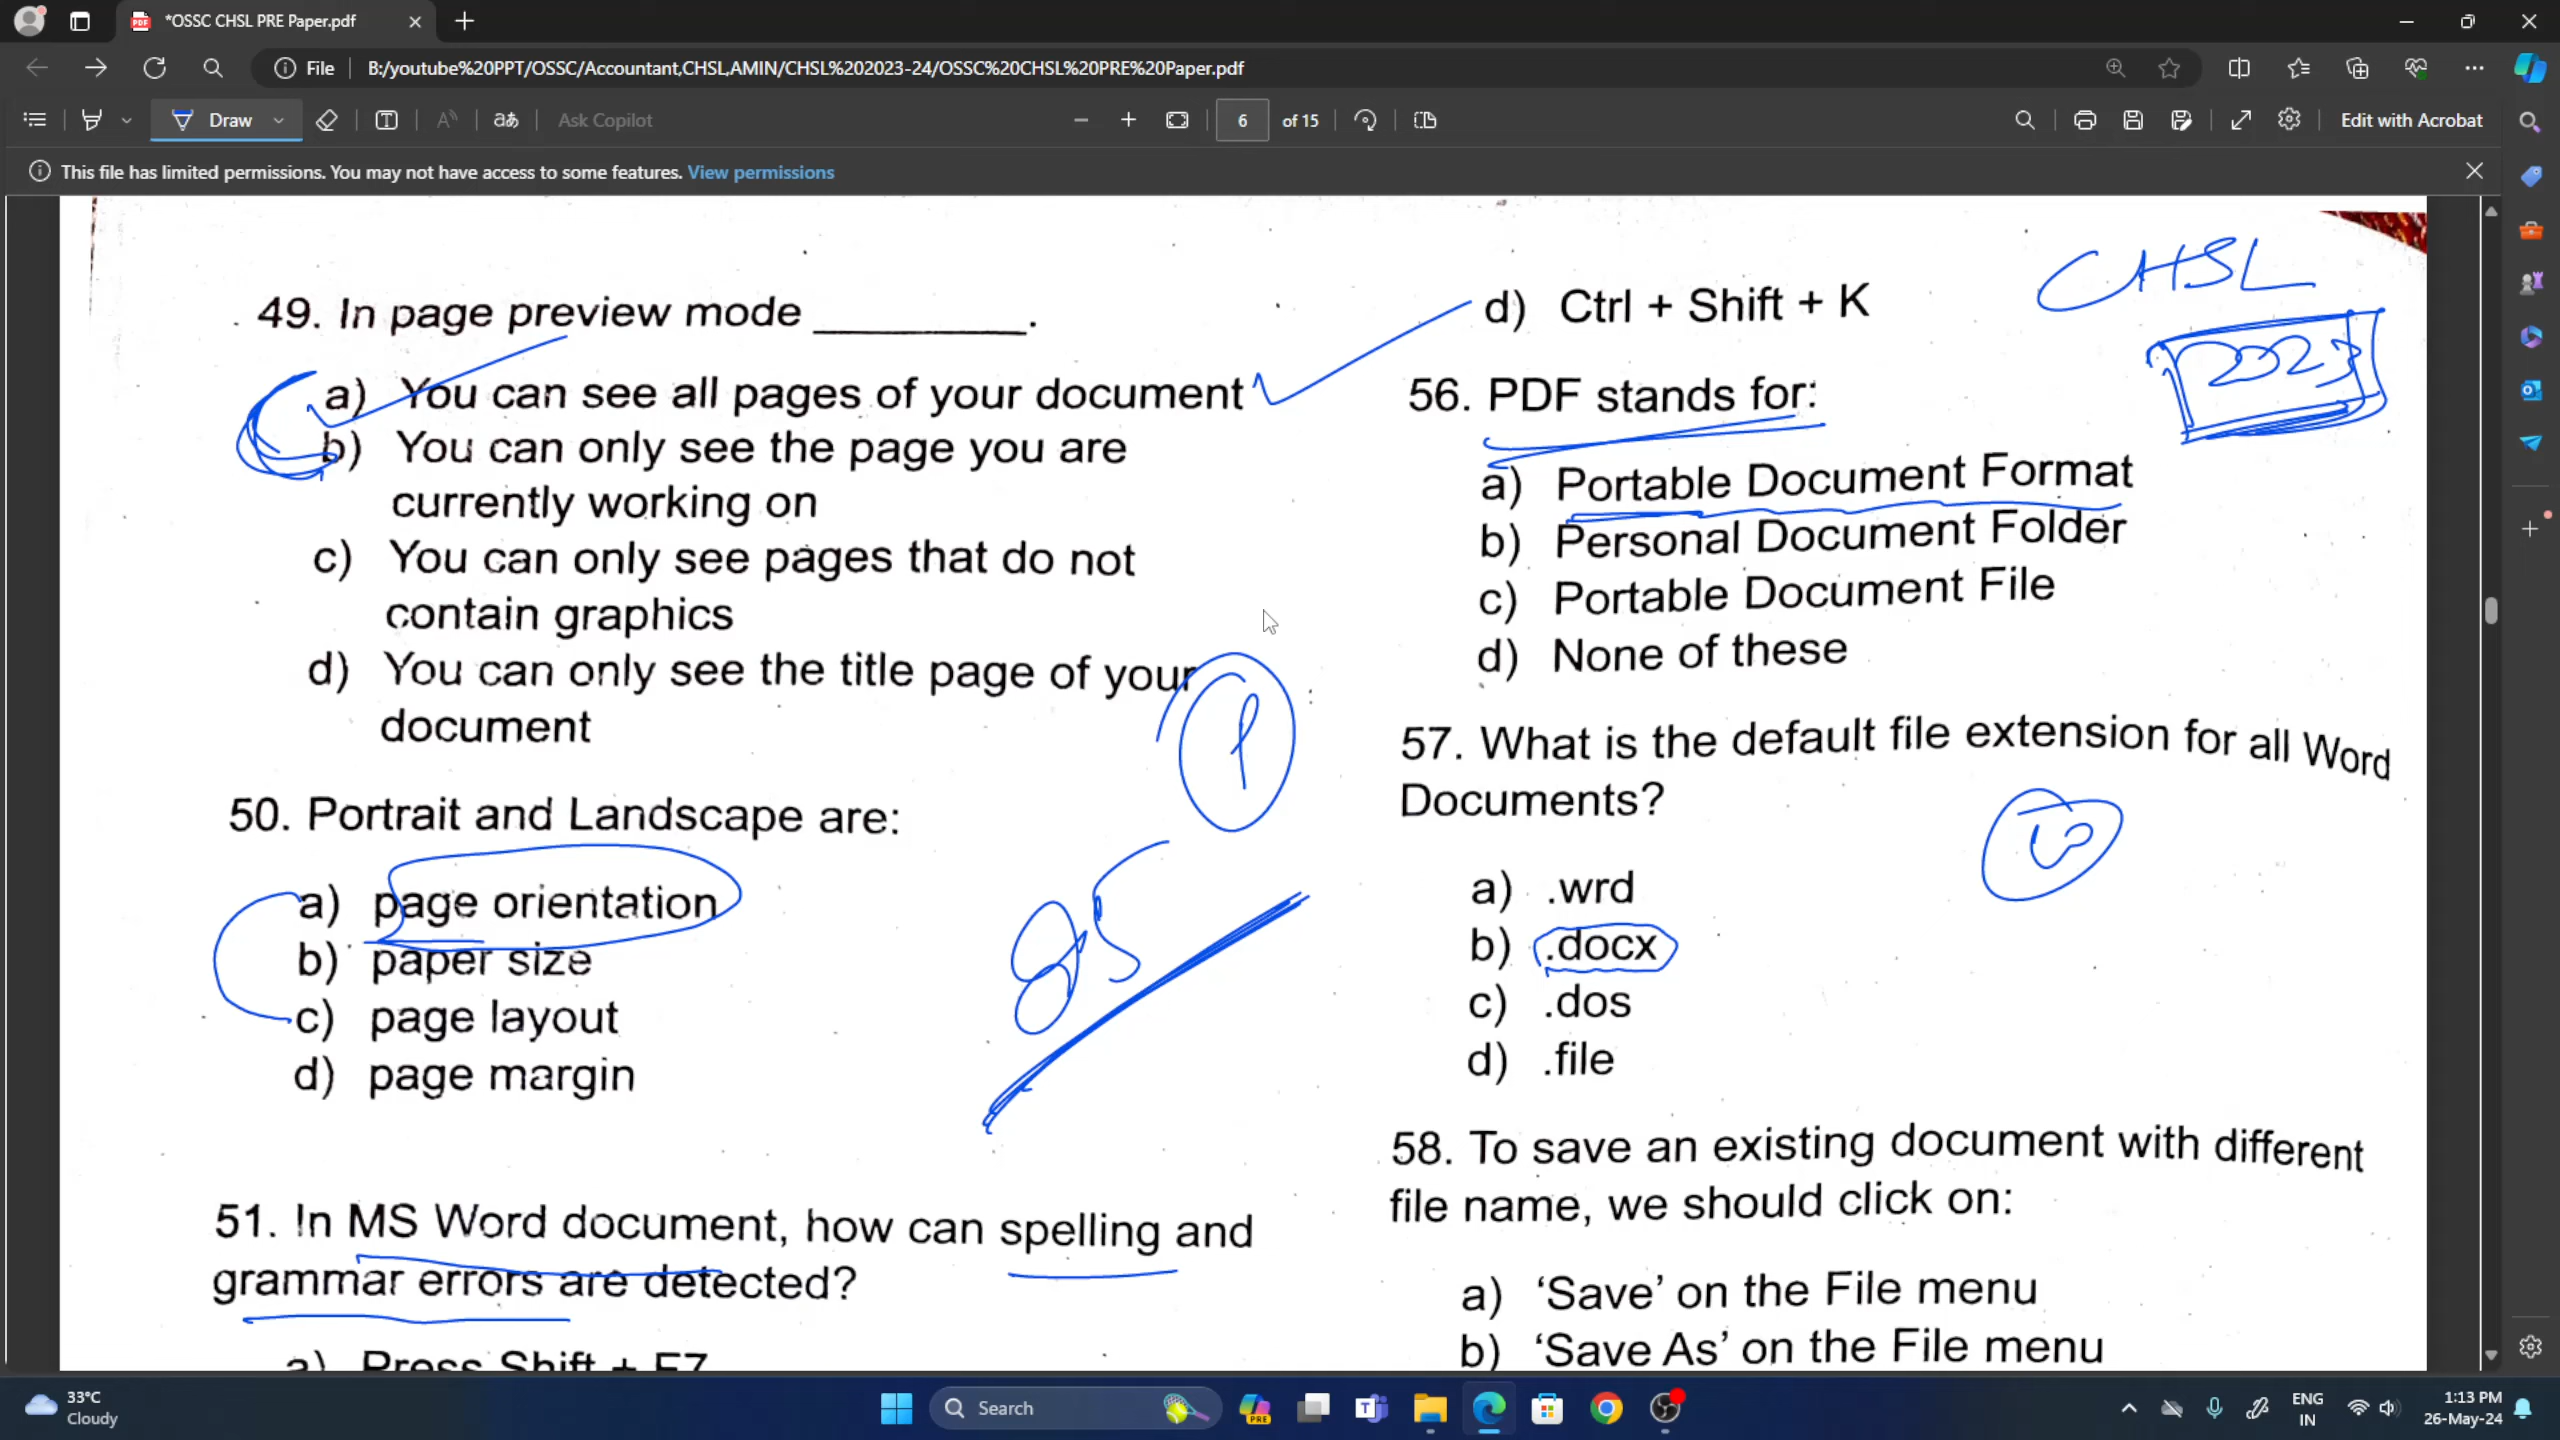 *OSSC CHSL PRE Paper.pdf
File
B:/youtube%20PPT/OSSC/Accountant,CHSL,AMIN/CHSL%202023-24/OSSC%20CHSL%20PRE%20Paper.pdf
Draw
Ask Copilot
6 of 15
Edit with Acrobat
This file has limited permissions. You may not have access to some features. View permissions
49. In page preview mode ________.
a) You can see all pages of your document
b) You can only see the page you are
currently working on
c) You can only see pages that do not
contain graphics
d) You can only see the title page of your
document
50. Portrait and Landscape are:
a) page orientation
b) paper size
c) page layout
d) page margin
51. In MS Word document, how can spelling and
grammar errors are detected?
a) Press Shift + F7
d) Ctrl + Shift + K
CHSL
2023
56. PDF stands for:
a) Portable Document Format
b) Personal Document Folder
c) Portable Document File
d) None of these
57. What is the default file extension for all Word
Documents?
a) .wrd
b) .docx
c) .dos
d) .file
58. To save an existing document with different
file name, we should click on:
a) ‘Save’ on the File menu
b) ‘Save As’ on the File menu
33°C
Cloudy
Search
ENG
IN
1:13 PM
26-May-24